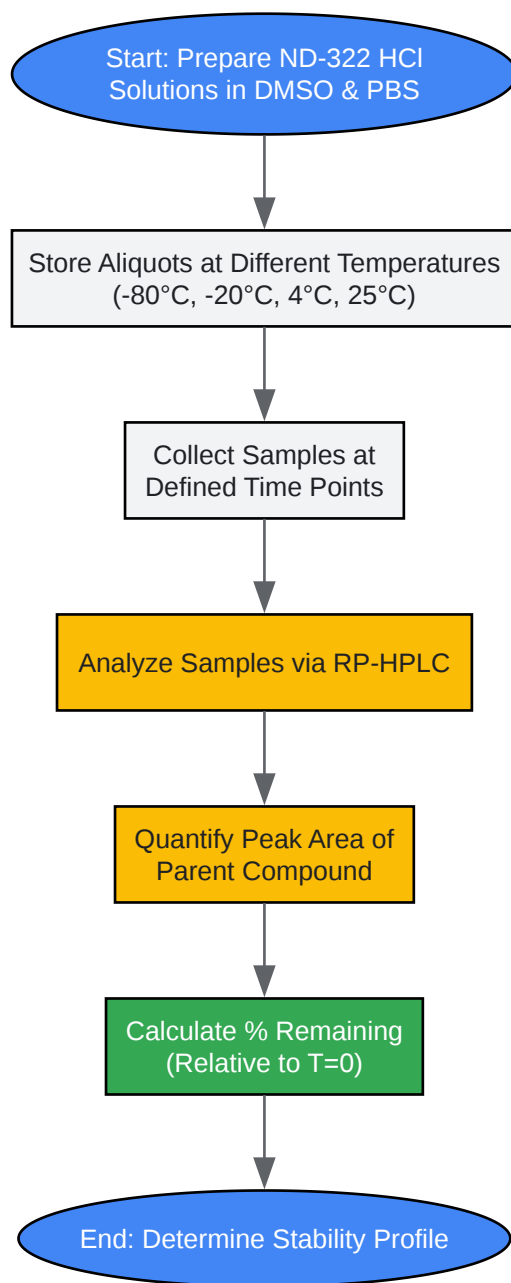 Start: Prepare ND-322 HCl
Solutions in DMSO & PBS
Store Aliquots at Different Temperatures
(-80°C, -20°C, 4°C, 25°C)
Collect Samples at
Defined Time Points
Analyze Samples via RP-HPLC
Quantify Peak Area of
Parent Compound
Calculate % Remaining
(Relative to T=0)
End: Determine Stability Profile